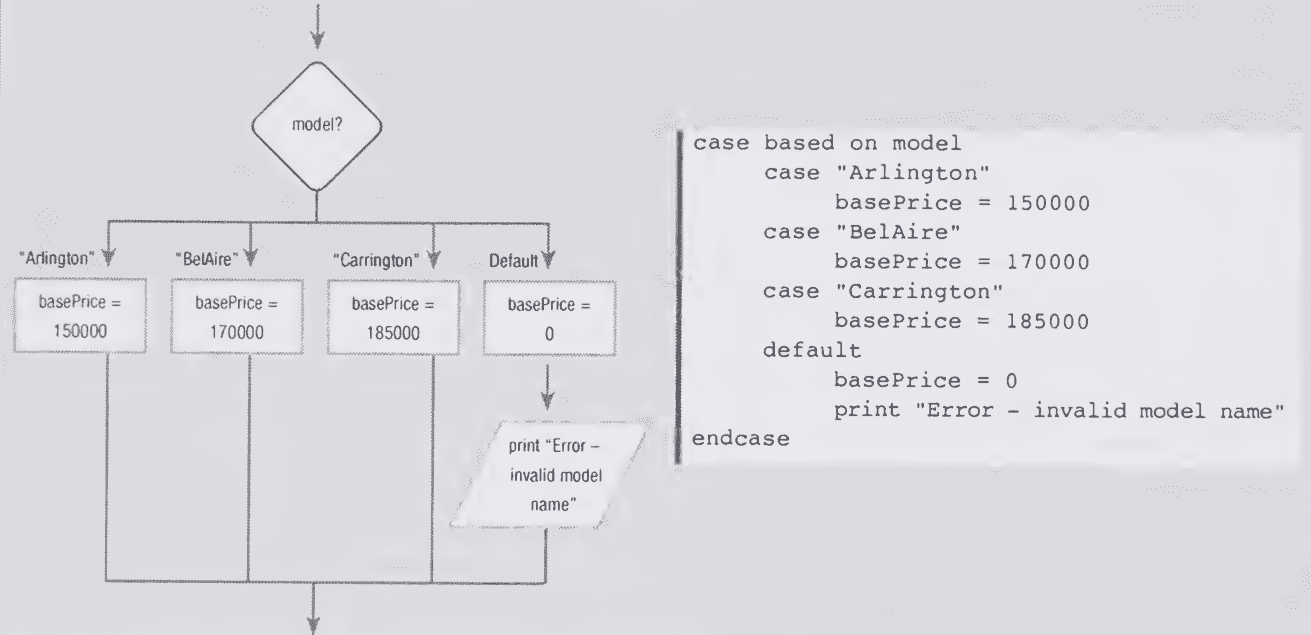 model?
"Arlington"
"BelAire"
"Carrington"
Default
basePrice =
150000
basePrice =
170000
basePrice =
185000
basePrice =
0
print "Error –
invalid model
name"
case based on model
case "Arlington"
basePrice = 150000
case "BelAire"
basePrice = 170000
case "Carrington"
basePrice = 185000
default
basePrice = 0
print "Error – invalid model name"
endcase